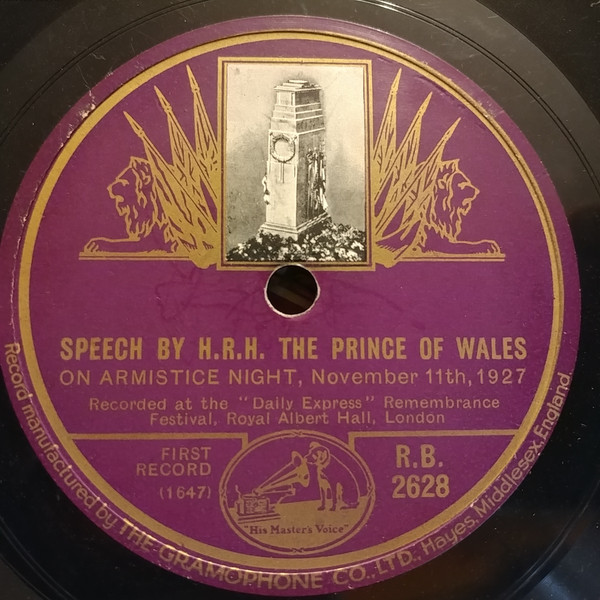 SPEECH BY H.R.H. THE PRINCE OF WALES
ON ARMISTICE NIGHT, November 11th, 1927
Recorded at the "Daily Express" Remembrance
Festival, Royal Albert Hall, London
FIRST
RECORD
(1647)
R.B.
2628
"His Master's Voice"
Record manufactured by THE GRAMOPHONE CO., LTD., Hayes, Middlesex, England